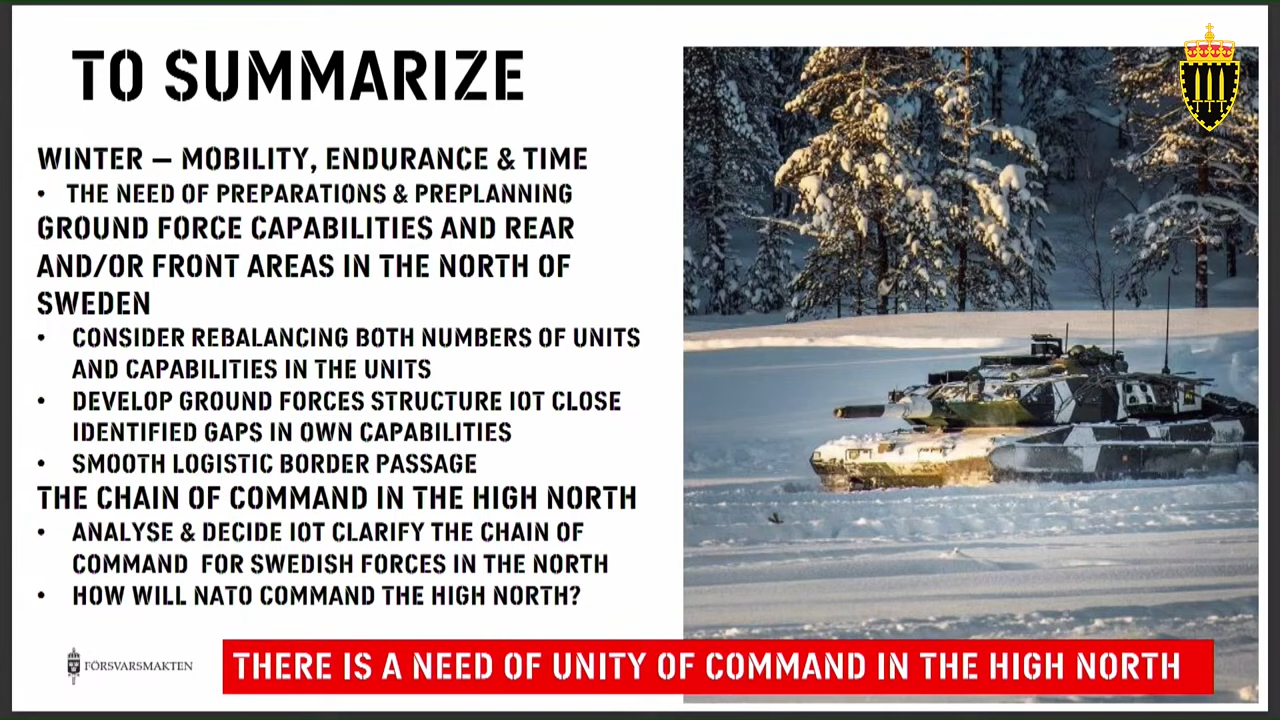 TO SUMMARIZE
WINTER – MOBILITY, ENDURANCE & TIME
• THE NEED OF PREPARATIONS & PREPLANNING
GROUND FORCE CAPABILITIES AND REAR
AND/OR FRONT AREAS IN THE NORTH OF
SWEDEN
• CONSIDER REBALANCING BOTH NUMBERS OF UNITS
AND CAPABILITIES IN THE UNITS
• DEVELOP GROUND FORCES STRUCTURE IOT CLOSE
IDENTIFIED GAPS IN OWN CAPABILITIES
• SMOOTH LOGISTIC BORDER PASSAGE
THE CHAIN OF COMMAND IN THE HIGH NORTH
• ANALYSE & DECIDE IOT CLARIFY THE CHAIN OF
COMMAND FOR SWEDISH FORCES IN THE NORTH
• HOW WILL NATO COMMAND THE HIGH NORTH?
FÖRSVARSMAKTEN
THERE IS A NEED OF UNITY OF COMMAND IN THE HIGH NORTH